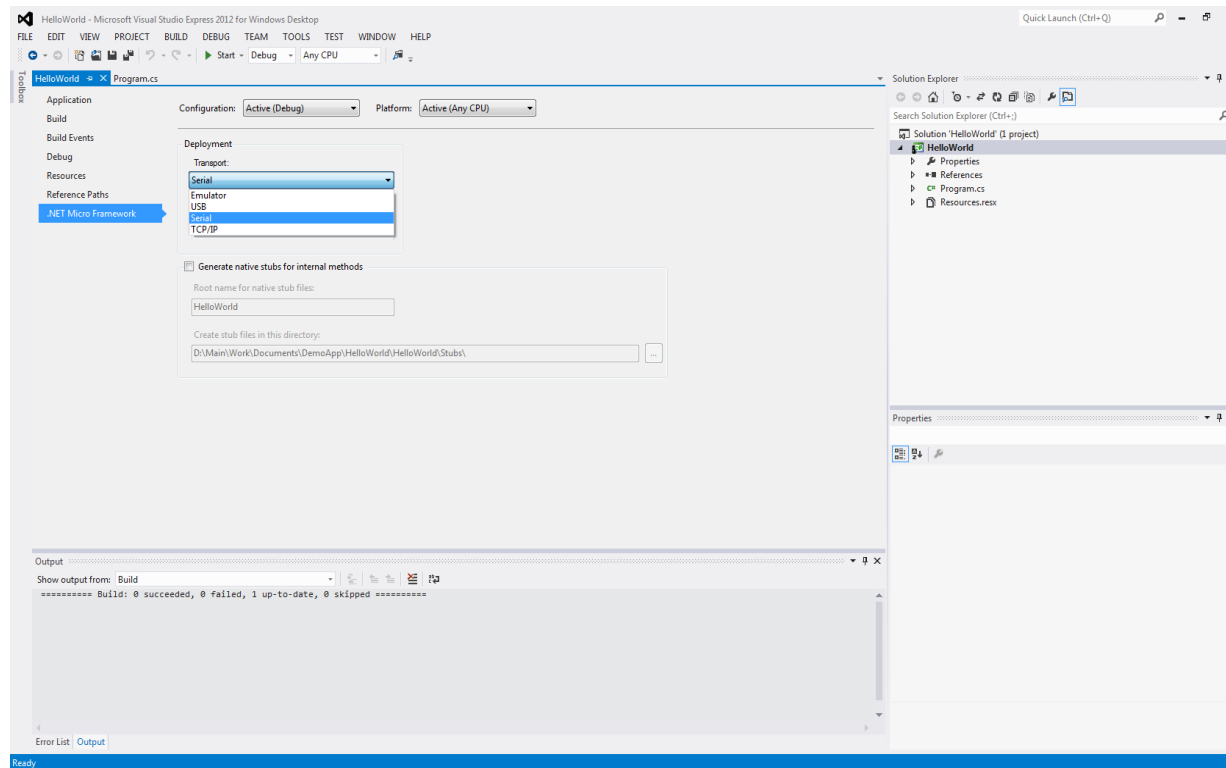 HelloWorld - Microsoft Visual Studio Express 2012 for Windows Desktop
Quick Launch (Ctrl+Q)
FILE EDIT VIEW PROJECT BUILD DEBUG TEAM TOOLS TEST WINDOW HELP
Start Debug Any CPU
Toolbox
HelloWorld Program.cs
Application
Build
Build Events
Debug
Resources
Reference Paths
.NET Micro Framework
Configuration: Active (Debug) Platform: Active (Any CPU)
Deployment
Transport:
Serial
Emulator
USB
Serial
TCP/IP
Generate native stubs for internal methods
Root name for native stub files:
HelloWorld
Create stub files in this directory:
D:\Main\Work\Documents\DemoApp\HelloWorld\HelloWorld\Stubs\
...
Solution Explorer
Search Solution Explorer (Ctrl+;)
Solution 'HelloWorld' (1 project)
HelloWorld
Properties
References
C# Program.cs
Resources.resx
Properties
Output
Show output from: Build
========== Build: 0 succeeded, 0 failed, 1 up-to-date, 0 skipped ==========
Error List Output
Ready